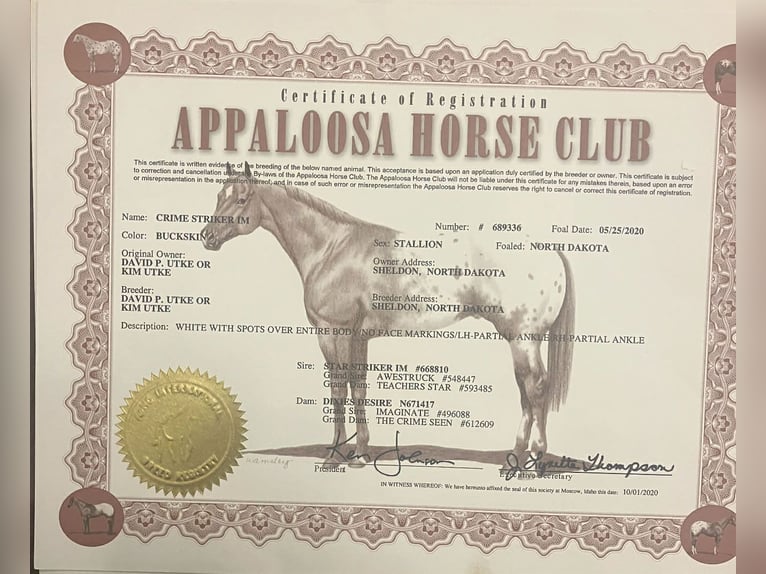 Certificate of Registration
APPALOOSA HORSE CLUB
This certificate is written evidence of the breeding of the below named animal. This acceptance is based upon an application duly certified by the breeder or owner. This certificate is subject
to correction and cancellation under By-laws of the Appaloosa Horse Club. The Appaloosa Horse Club will not be liable under this certificate for any mistakes therein, based upon an error
or misrepresentation in the application thereof, and in case of such error or misrepresentation the Appaloosa Horse Club reserves the right to cancel or correct this certificate of registration.
Name: CRIME STRIKER IM
Number: # 689336 Foal Date: 05/25/2020
Color: BUCKSKIN
Sex: STALLION Foaled: NORTH DAKOTA
Original Owner:
DAVID P. UTKE OR
KIM UTKE
Owner Address:
SHELDON, NORTH DAKOTA
Breeder:
DAVID P. UTKE OR
KIM UTKE
Breeder Address:
SHELDON, NORTH DAKOTA
Description: WHITE WITH SPOTS OVER ENTIRE BODY/NO FACE MARKINGS/LH-PARTIAL ANKLE/RH-PARTIAL ANKLE
Sire: STAR STRIKER IM #668810
Grand Sire: AWESTRUCK #548447
Grand Dam: TEACHERS STAR #593485
Dam: DIXIES DESIRE N671417
Grand Sire: IMAGINATE #496088
Grand Dam: THE CRIME SEEN #612609
Ken Johnson
President
J. Lynette Thompson
Executive Secretary
IN WITNESS WHEREOF: We have hereunto affixed the seal of this society at Moscow, Idaho this date: 10/01/2020